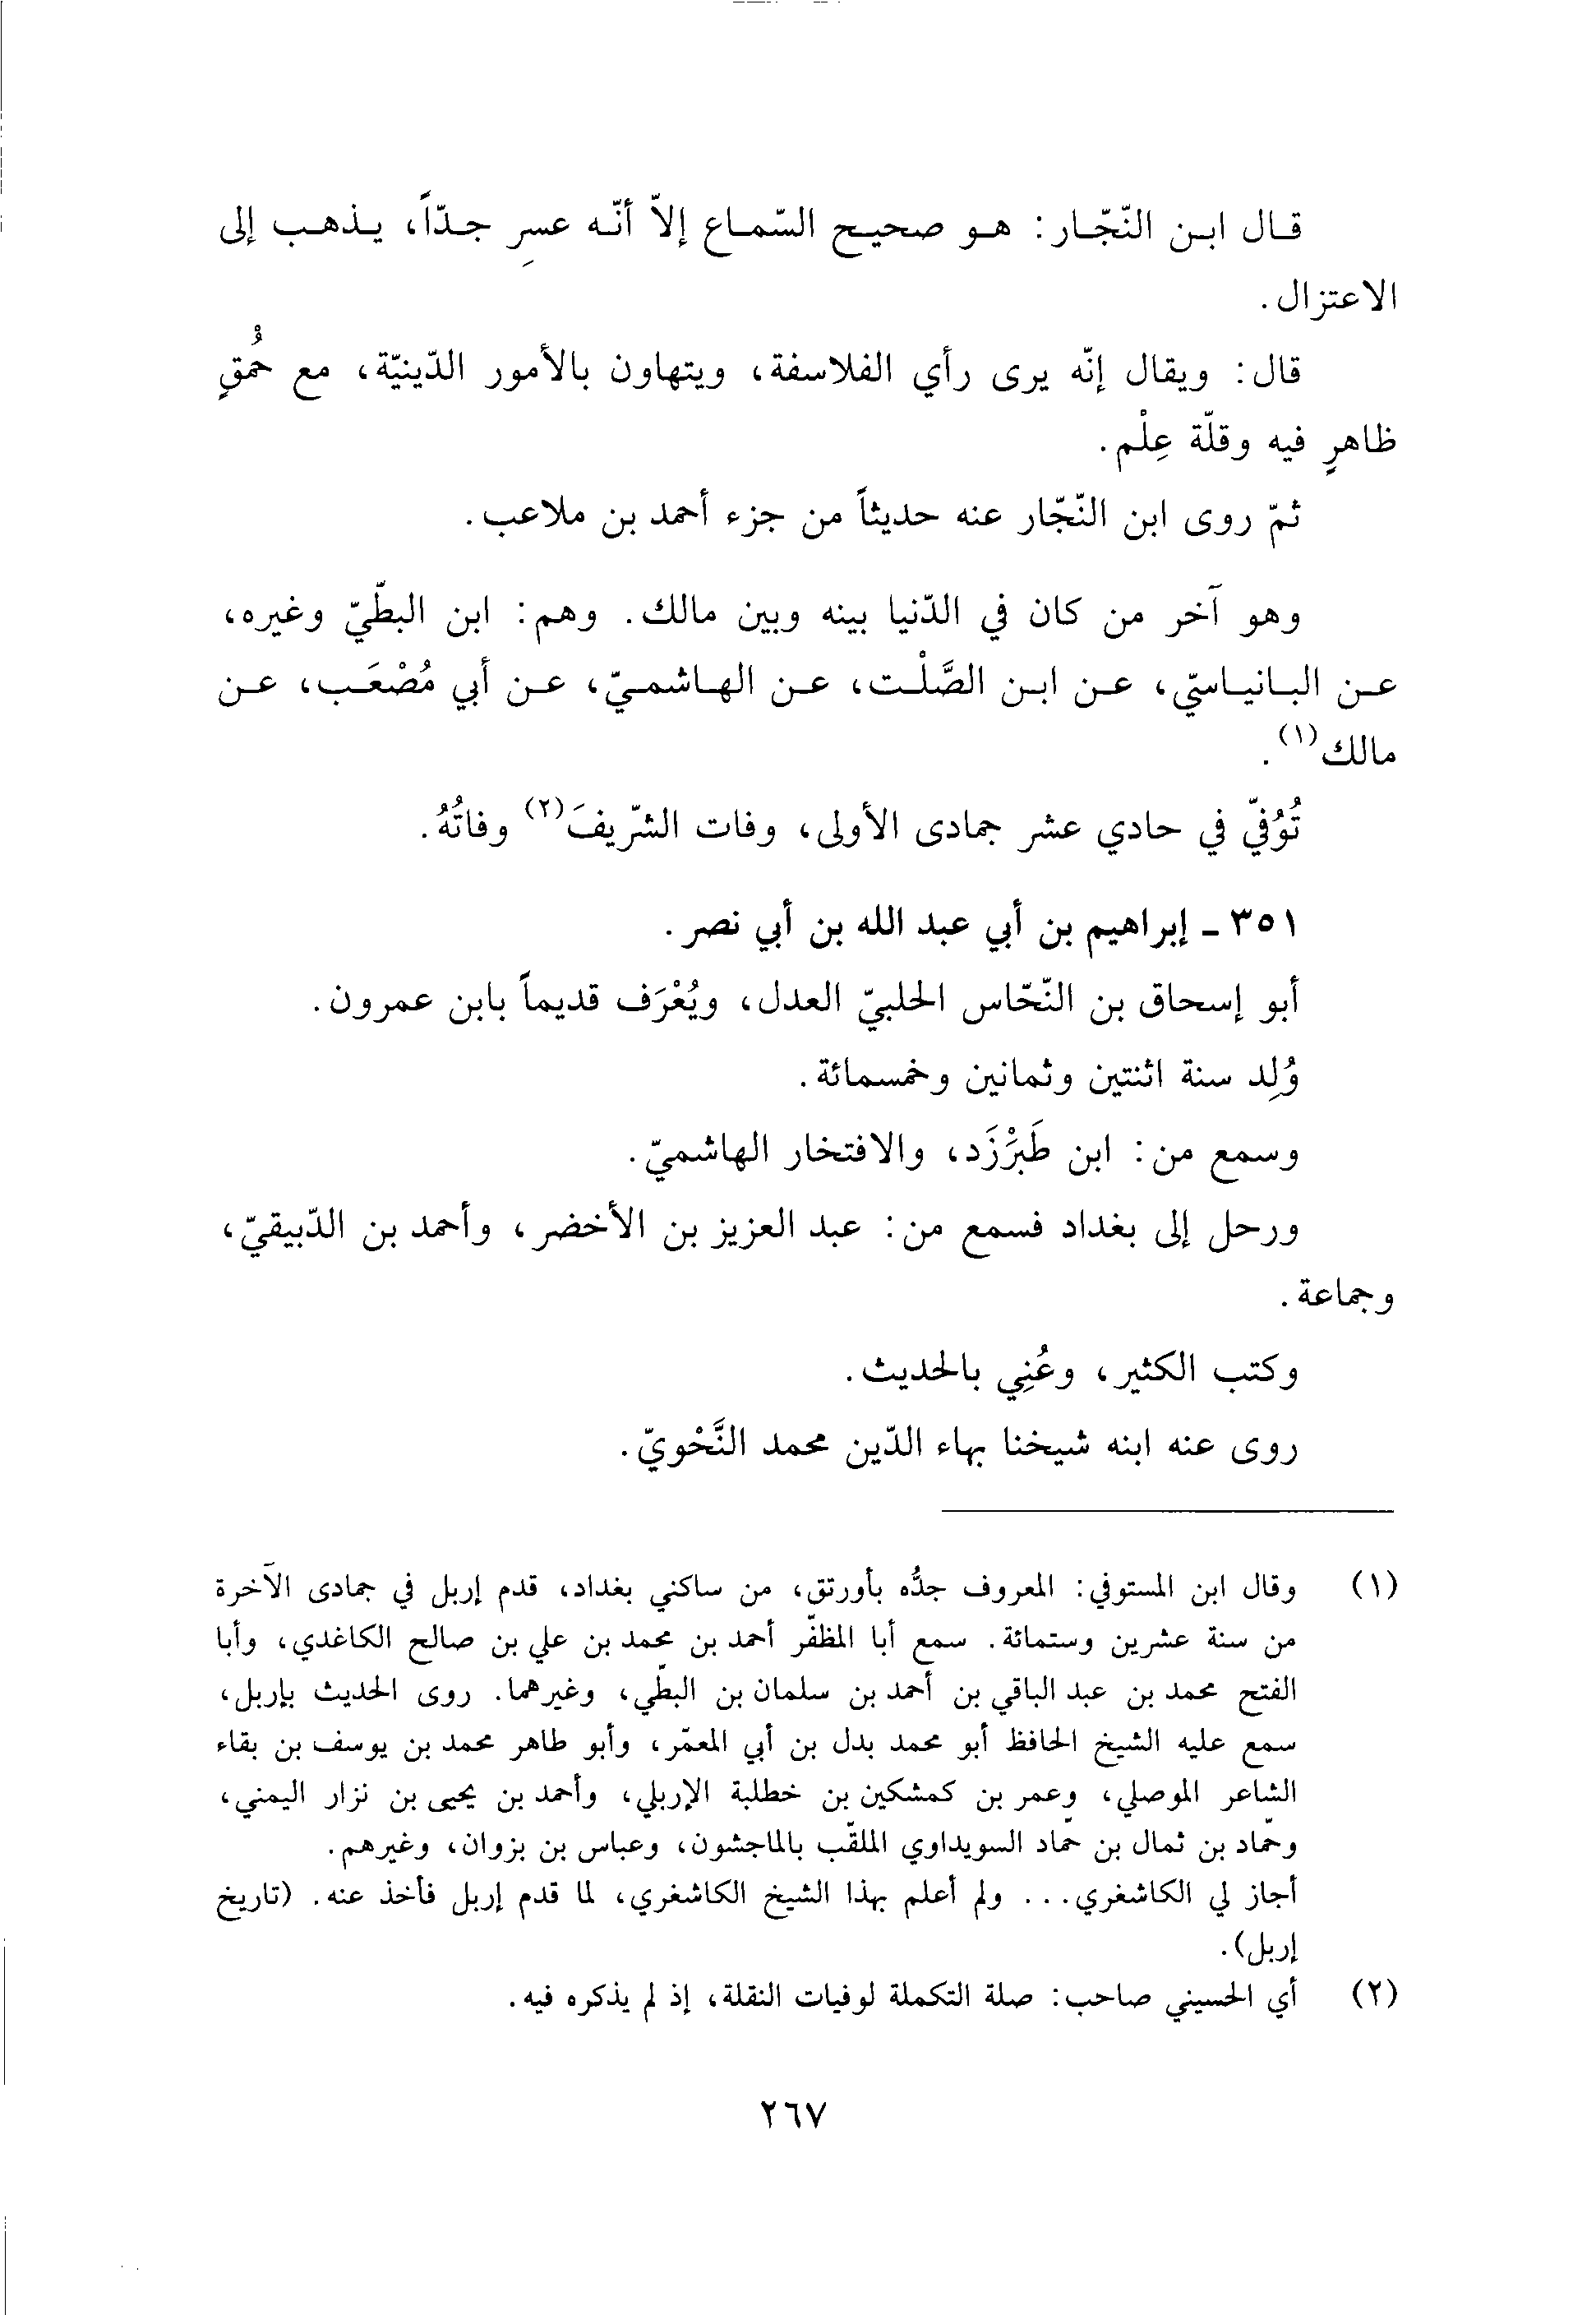 قال ابن النّجّار: هو صحيح السّماع إلاّ أنّه عسِر جدّاً، يذهب إلى
الاعتزال.
قال: ويقال إنّه يرى رأي الفلاسفة، ويتهاون بالأمور الدّينيّة، مع حُمْقٍ
ظاهرٍ فيه وقلّة عِلْم.
ثمّ روى ابن النّجّار عنه حديثاً من جزء أحمد بن ملاعب.
وهو آخر من كان في الدّنيا بينه وبين مالك. وهم: ابن البطّيّ وغيره،
عن البانياسيّ، عن ابن الصَّلْت، عن الهاشميّ، عن أبي مُصْعَب، عن
مالك(١).
تُوُفيّ في حادي عشر جمادى الأولى، وفات الشّريفَ(٢) وفاتُهُ.
٣٥١ - إبراهيم بن أبي عبد الله بن أبي نصر.
أبو إسحاق بن النّحّاس الحلبيّ العدل، ويُعْرَف قديماً بابن عمرون.
وُلِد سنة اثنتين وثمانين وخمسمائة.
وسمع من: ابن طَبَرْزَد، والافتخار الهاشميّ.
ورحل إلى بغداد فسمع من: عبد العزيز بن الأخضر، وأحمد بن الدّبيقيّ،
وجماعة.
وكتب الكثير، وعُنِي بالحديث.
روى عنه ابنه شيخنا بهاء الدّين محمد النَّحْويّ.
(١) وقال ابن المستوفي: المعروف جدُّه بأورتق، من ساكني بغداد، قدم إربل في جمادى الآخرة
من سنة عشرين وستمائة. سمع أبا المظفّر أحمد بن محمد بن علي بن صالح الكاغدي، وأبا
الفتح محمد بن عبد الباقي بن أحمد بن سلمان بن البطّي، وغيرهما. روى الحديث بإربل،
سمع عليه الشيخ الحافظ أبو محمد بدل بن أبي المعمّر، وأبو طاهر محمد بن يوسف بن بقاء
الشاعر الموصلي، وعمر بن كمشكين بن خطلبة الإربلي، وأحمد بن يحيى بن نزار اليمني،
وحمّاد بن ثمال بن حمّاد السويداوي الملقّب بالماجشون، وعباس بن بزوان، وغيرهم.
أجاز لي الكاشغري... ولم أعلم بهذا الشيخ الكاشغري، لما قدم إربل فأخذ عنه. (تاريخ
إربل).
(٢) أي الحسيني صاحب: صلة التكملة لوفيات النقلة، إذ لم يذكره فيه.
٢٦٧